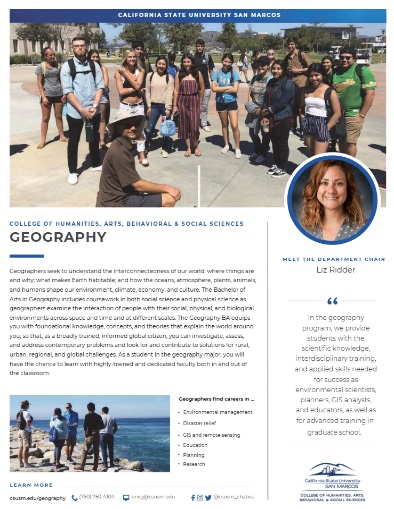 CALIFORNIA STATE UNIVERSITY SAN MARCOS
COLLEGE OF HUMANITIES, ARTS, BEHAVIORAL & SOCIAL SCIENCES
GEOGRAPHY
Geographers seek to understand the interconnectedness of our world: where things are
and why; what makes Earth habitable; and how the oceans, atmosphere, plants, animals,
and humans shape our environment, climate, economy, and culture. The Bachelor of
Arts in Geography includes coursework in both social science and physical science as
geographers examine the interaction of people with their social, physical, and biological
environments across space and time and at different scales. The Geography BA equips
you with foundational knowledge, concepts, and theories that explain the world around
you, so that, as a broadly trained, informed global citizen, you can investigate, assess,
and address contemporary problems and look for and contribute to solutions for rural,
urban, regional, and global challenges. As a student in the geography major, you will
have the chance to learn with highly-trained and dedicated faculty both in and out of
the classroom.
Geographers find careers in ...
• Environmental management
• Disaster relief
• GIS and remote sensing
• Education
• Planning
• Research
LEARN MORE
csusm.edu/geography
(760) 750-4104
@csusm_chabss
MEET THE DEPARTMENT CHAIR
Liz Ridder
“
In the geography
program, we provide
students with the
scientific knowledge,
interdisciplinary training,
and applied skills needed
for success as
environmental scientists,
planners, GIS analysts,
and educators, as well as
for advanced training in
graduate school.
California State University
SAN MARCOS
COLLEGE OF HUMANITIES, ARTS,
BEHAVIORAL & SOCIAL SCIENCES